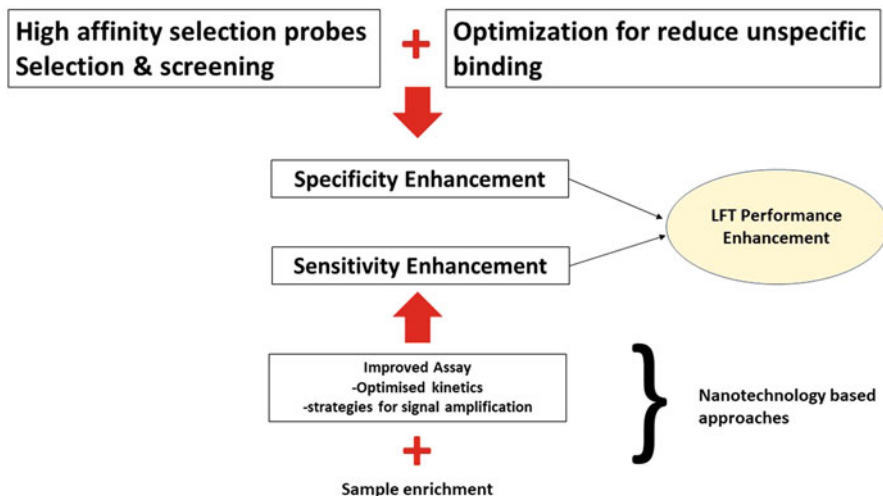 High affinity selection probes
Selection & screening
+
Optimization for reduce unspecific
binding
Specificity Enhancement
Sensitivity Enhancement
LFT Performance
Enhancement
Improved Assay
-Optimised kinetics
-strategies for signal amplification
}
Nanotechnology based
approaches
+
Sample enrichment